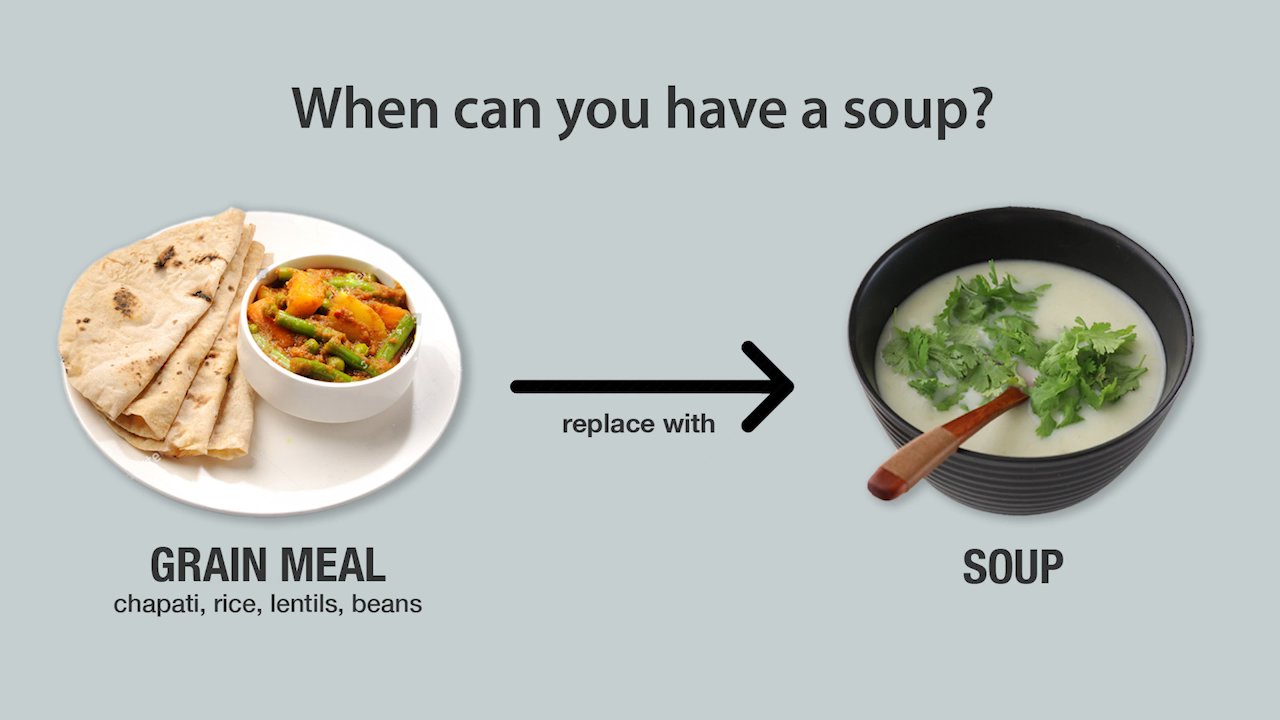 When can you have a soup?
replace with
GRAIN MEAL
chapati, rice, lentils, beans
SOUP